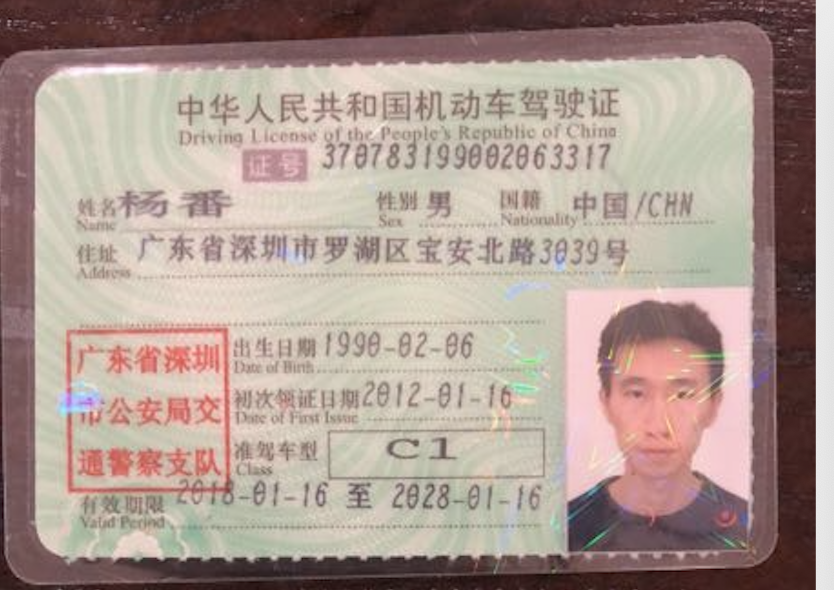 中华人民共和国机动车驾驶证
Driving License of the People's Republic of China
证号 370783199002063317
姓名 杨番 性别 男 国籍 中国/CHN
Name Sex Nationality
住址 广东省深圳市罗湖区宝安北路3039号
Address
广东省深圳
市公安局交
通警察支队
出生日期 1990-02-06
Date of Birth
初次领证日期 2012-01-16
Date of First Issue
准驾车型 C1
Class
有效期限 2018-01-16 至 2028-01-16
Valid Period